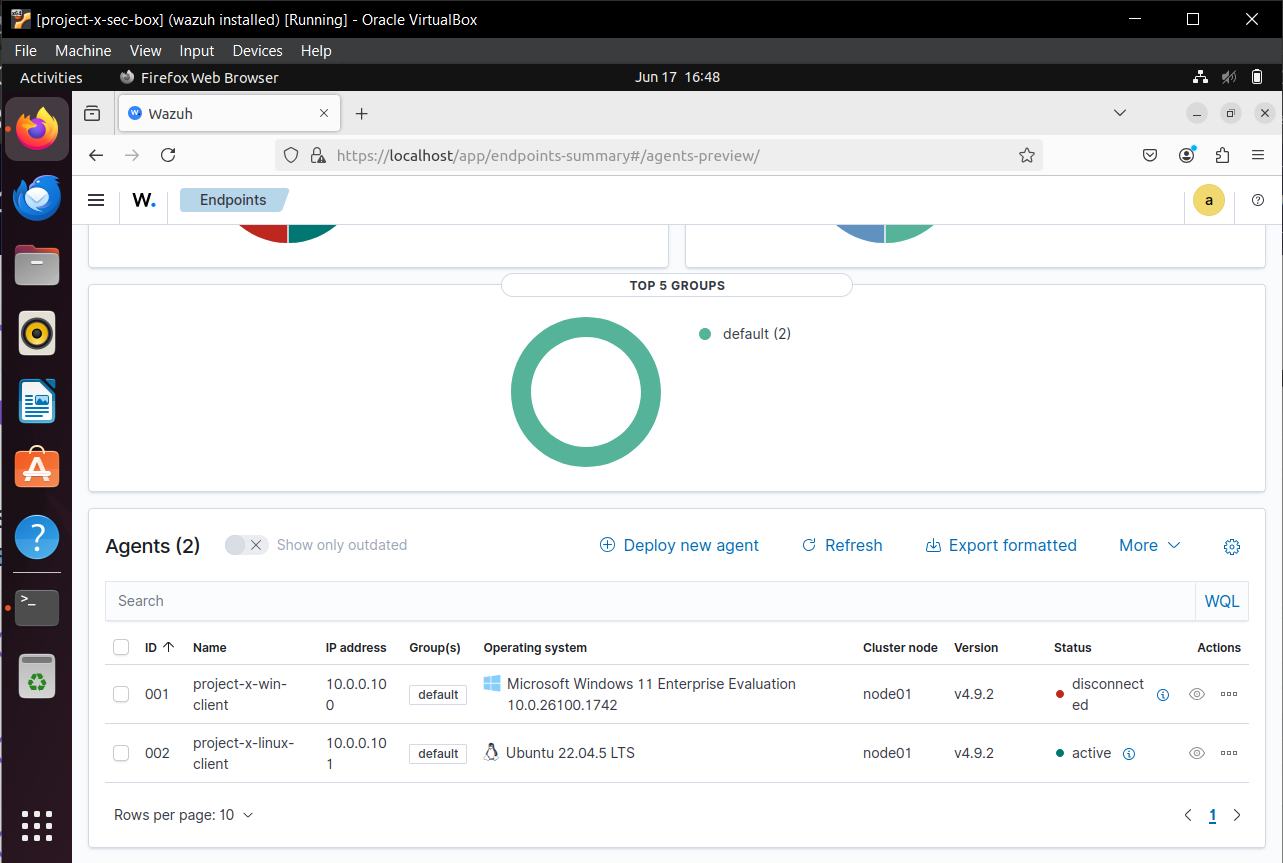 [project-x-sec-box] (wazuh installed) [Running] - Oracle VirtualBox
File Machine View Input Devices Help
Activities Firefox Web Browser Jun 17 16:48
Wazuh
https://localhost/app/endpoints-summary#/agents-preview/
W. Endpoints a
TOP 5 GROUPS
default (2)
Agents (2) Show only outdated Deploy new agent Refresh Export formatted More
Search WQL
ID Name IP address Group(s) Operating system Cluster node Version Status Actions
001 project-x-win-client 10.0.0.100 default Microsoft Windows 11 Enterprise Evaluation 10.0.26100.1742 node01 v4.9.2 disconnected
002 project-x-linux-client 10.0.0.101 default Ubuntu 22.04.5 LTS node01 v4.9.2 active
Rows per page: 10 1